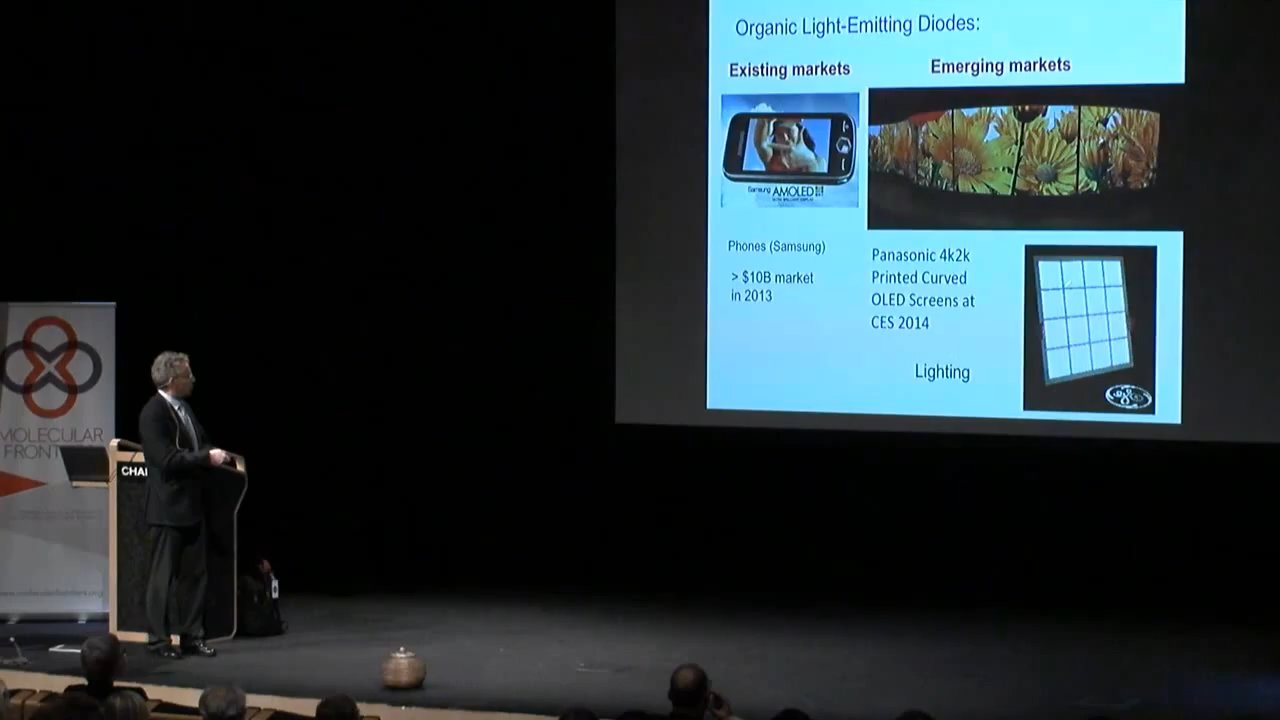 Organic Light-Emitting Diodes:
Existing markets
Emerging markets
Samsung AMOLED
Phones (Samsung)
> $10B market
in 2013
Panasonic 4k2k
Printed Curved
OLED Screens at
CES 2014
Lighting
MOLECULAR
FRONT
CHAL